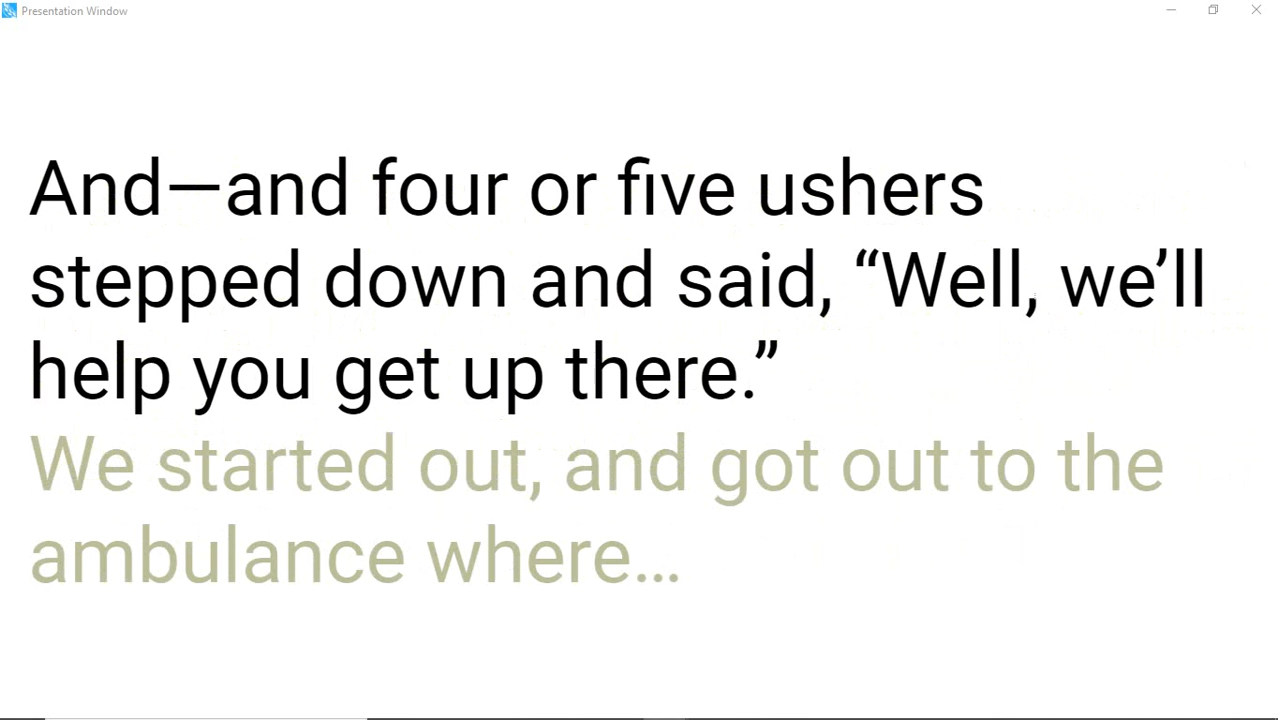 Presentation Window
And—and four or five ushers
stepped down and said, “Well, we’ll
help you get up there.”
We started out, and got out to the
ambulance where…